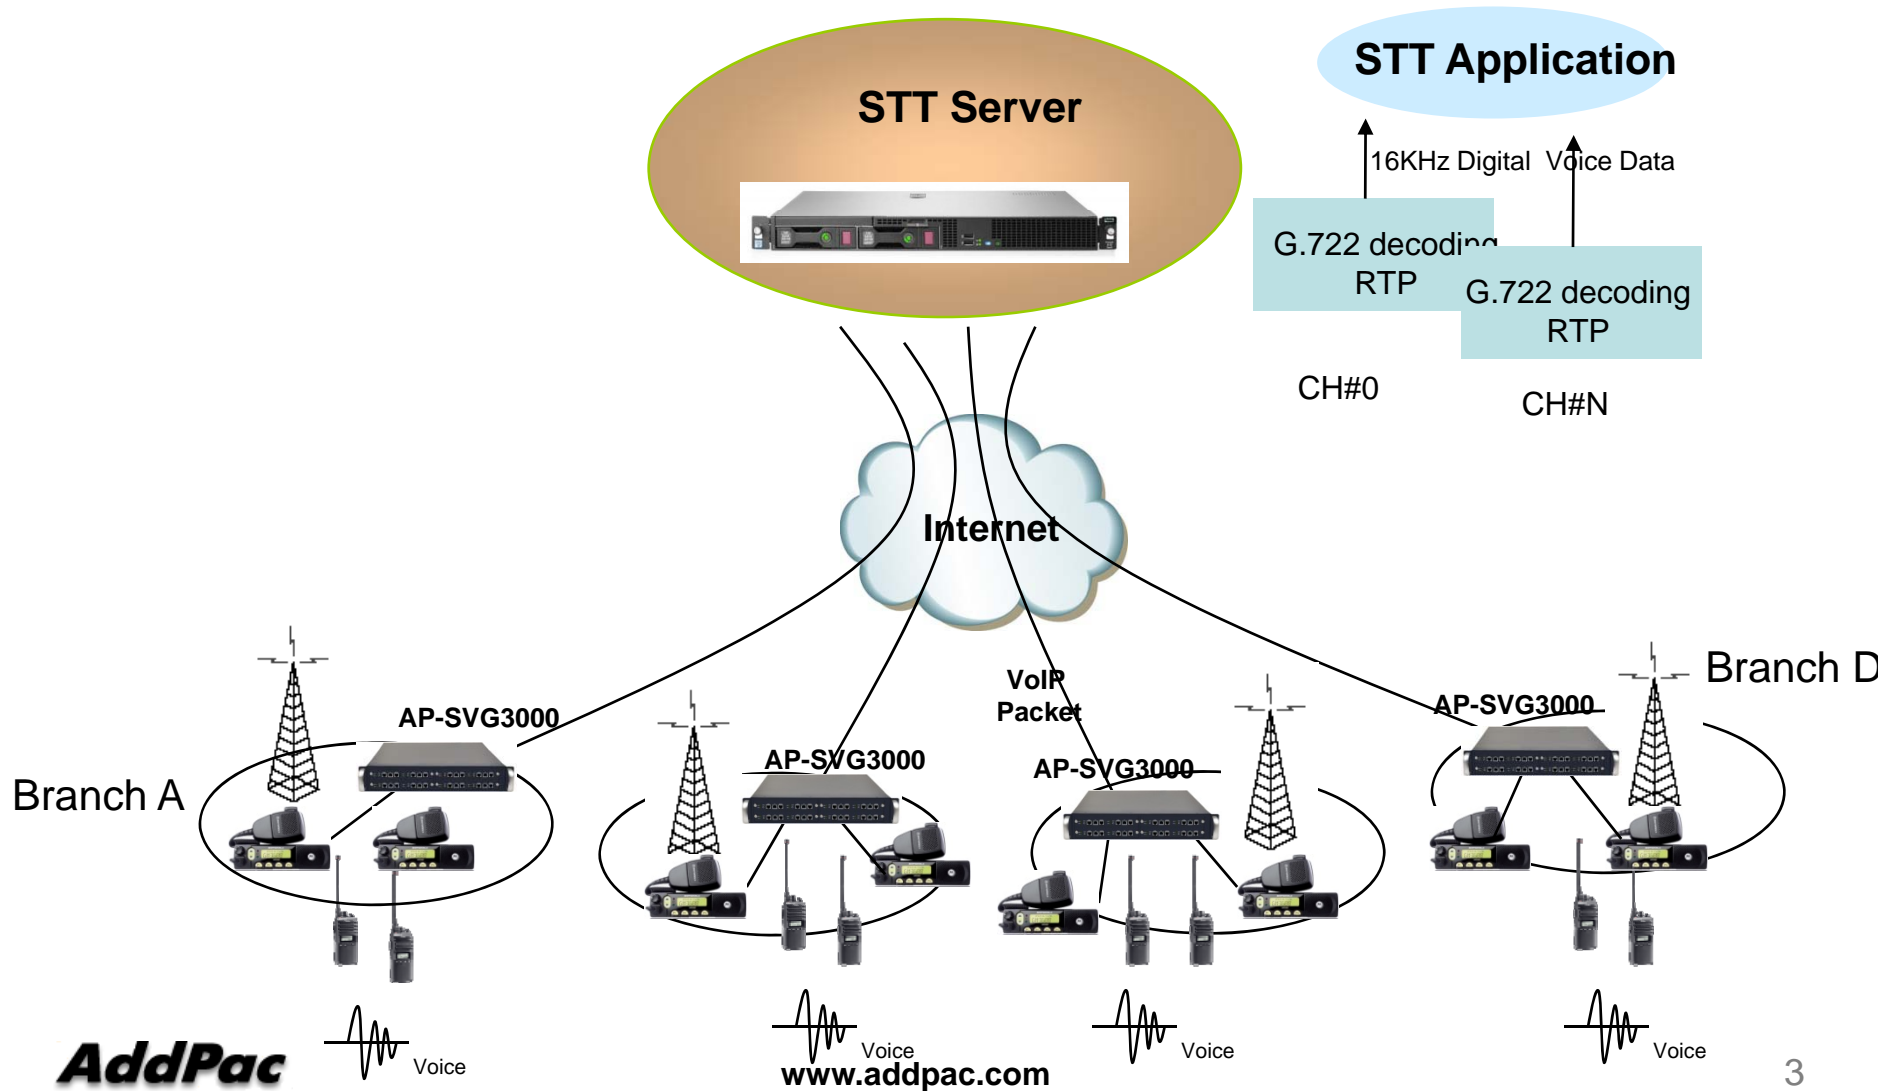 STT Server
STT Application
16KHz Digital Voice Data
G.722 decoding
RTP
G.722 decoding
RTP
CH#0
CH#N
Internet
VoIP
Packet
Branch A
AP-SVG3000
AP-SVG3000
AP-SVG3000
AP-SVG3000
Branch D
Voice
Voice
Voice
Voice
AddPac
www.addpac.com
3